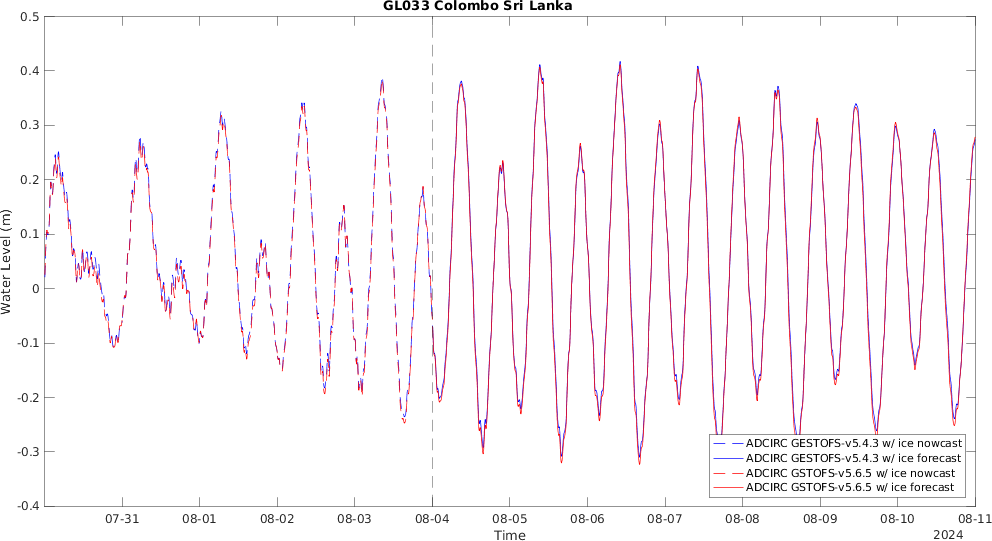 GL033 Colombo Sri Lanka
0.5
0.4
0.3
0.2
0.1
0
-0.1
-0.2
-0.3
-0.4
Water Level (m)
ADCIRC GESTOFS-v5.4.3 w/ ice nowcast
ADCIRC GESTOFS-v5.4.3 w/ ice forecast
ADCIRC GSTOFS-v5.6.5 w/ ice nowcast
ADCIRC GSTOFS-v5.6.5 w/ ice forecast
07-31 08-01 08-02 08-03 08-04 08-05 08-06 08-07 08-08 08-09 08-10 08-11
Time
2024